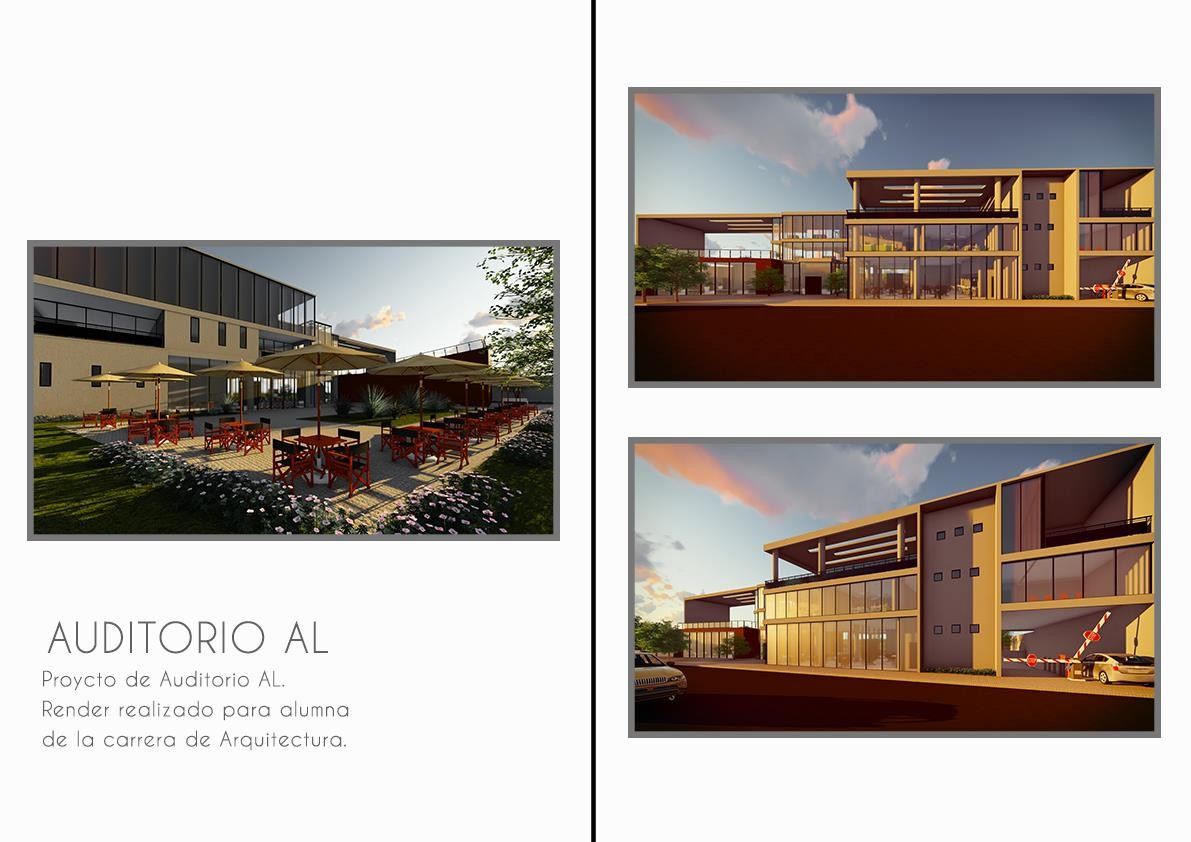 AUDITORIO AL
Proycto de Auditorio AL.
Render realizado para alumna
de la carrera de Arquitectura.